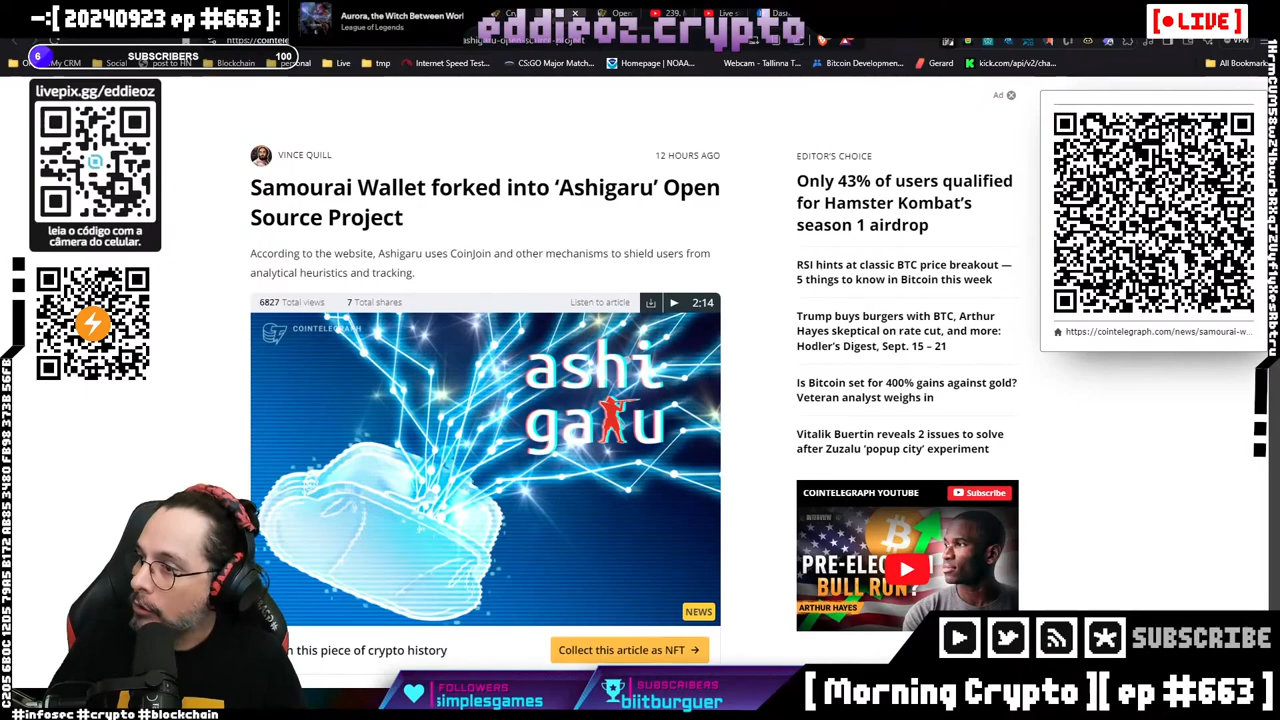 —:[ 20240923 ep #663 ]:
Aurora, the Witch Between Worl
League of Legends
eddieoz.crypto
[ • LIVE ]
6 SUBSCRIBERS 100
My CRM
Social
post to HN
Blockchain
personal
Live
tmp
Internet Speed Test...
CS:GO Major Match...
Homepage | NOAA...
Webcam - Tallinna T...
Bitcoin Developmen...
Gerard
kick.com/api/v2/cha...
All Bookmark
livepix.gg/eddieoz
leia o código com a
câmera do celular.
Ad
VINCE QUILL
12 HOURS AGO
Samourai Wallet forked into ‘Ashigaru’ Open
Source Project
According to the website, Ashigaru uses CoinJoin and other mechanisms to shield users from
analytical heuristics and tracking.
6827 Total views
7 Total shares
Listen to article
2:14
COINTELEGRAPH
ashi
garu
NEWS
this piece of crypto history
Collect this article as NFT →
EDITOR'S CHOICE
Only 43% of users qualified
for Hamster Kombat’s
season 1 airdrop
RSI hints at classic BTC price breakout —
5 things to know in Bitcoin this week
Trump buys burgers with BTC, Arthur
Hayes skeptical on rate cut, and more:
Hodler’s Digest, Sept. 15 – 21
Is Bitcoin set for 400% gains against gold?
Veteran analyst weighs in
Vitalik Buertin reveals 2 issues to solve
after Zuzalu ‘popup city’ experiment
COINTELEGRAPH YOUTUBE
Subscribe
INTERVIEW
PRE-ELEC
BULL RUN?
ARTHUR HAYES
https://cointelegraph.com/news/samourai-w...
SUBSCRIBE
FOLLOWERS
simplesgames
SUBSCRIBERS
biitburguer
[ Morning Crypto ][ ep #663 ]
#infosec #crypto #blockchain